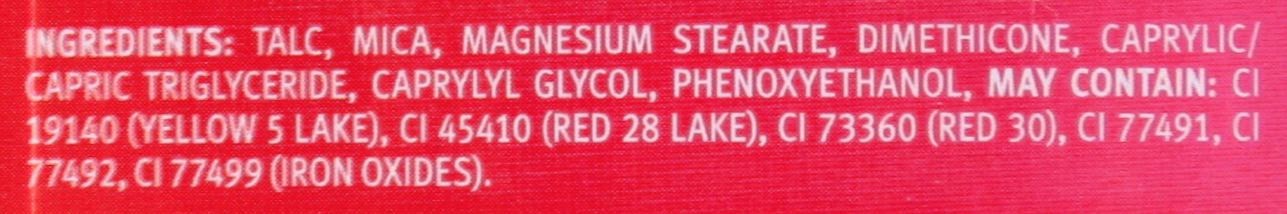 INGREDIENTS: TALC, MICA, MAGNESIUM STEARATE, DIMETHICONE, CAPRYLIC/
CAPRIC TRIGLYCERIDE, CAPRYLYL GLYCOL, PHENOXYETHANOL, MAY CONTAIN: CI
19140 (YELLOW 5 LAKE), CI 45410 (RED 28 LAKE), CI 73360 (RED 30), CI 77491, CI
77492, CI 77499 (IRON OXIDES).